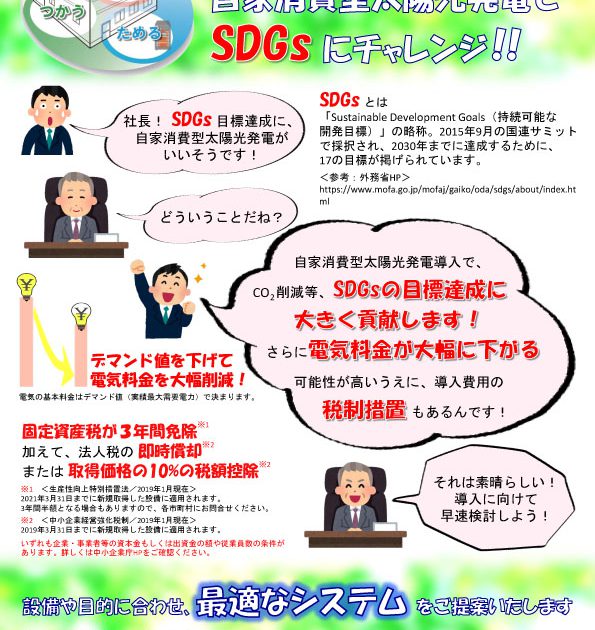 つかう
ためる
自家消費型太陽光発電で
SDGs にチャレンジ!!
社長! SDGs 目標達成に、
自家消費型太陽光発電が
いいそうです!
SDGs とは
「Sustainable Development Goals（持続可能な
開発目標）」の略称。2015年9月の国連サミット
で採択され、2030年までに達成するために、
17の目標が掲げられています。
＜参考：外務省HP＞
https://www.mofa.go.jp/mofaj/gaiko/oda/sdgs/about/index.ht
ml
どういうことだね？
自家消費型太陽光発電導入で、
CO2削減等、SDGsの目標達成に
大きく貢献します！
さらに電気料金が大幅に下がる
可能性が高いうえに、導入費用の
税制措置 もあるんです！
¥
¥
デマンド値を下げて
電気料金を大幅削減！
電気の基本料金はデマンド値（実績最大需要電力）で決まります。
固定資産税が３年間免除※1
加えて、法人税の 即時償却※2
または 取得価格の10%の税額控除※2
※1 ＜生産性向上特別措置法／2019年1月現在＞
2021年3月31日までに新規取得した設備に適用されます。
3年間半額となる場合もありますので、各市町村にお問合せください。
※2 ＜中小企業経営強化税制／2019年1月現在＞
2019年3月31日までに新規取得した設備に適用されます。
いずれも企業・事業者等の資本金もしくは出資金の額や従業員数の条件が
あります。詳しくは中小企業庁HPをご確認ください。
それは素晴らしい！
導入に向けて
早速検討しよう！
設備や目的に合わせ、最適なシステム をご提案いたします